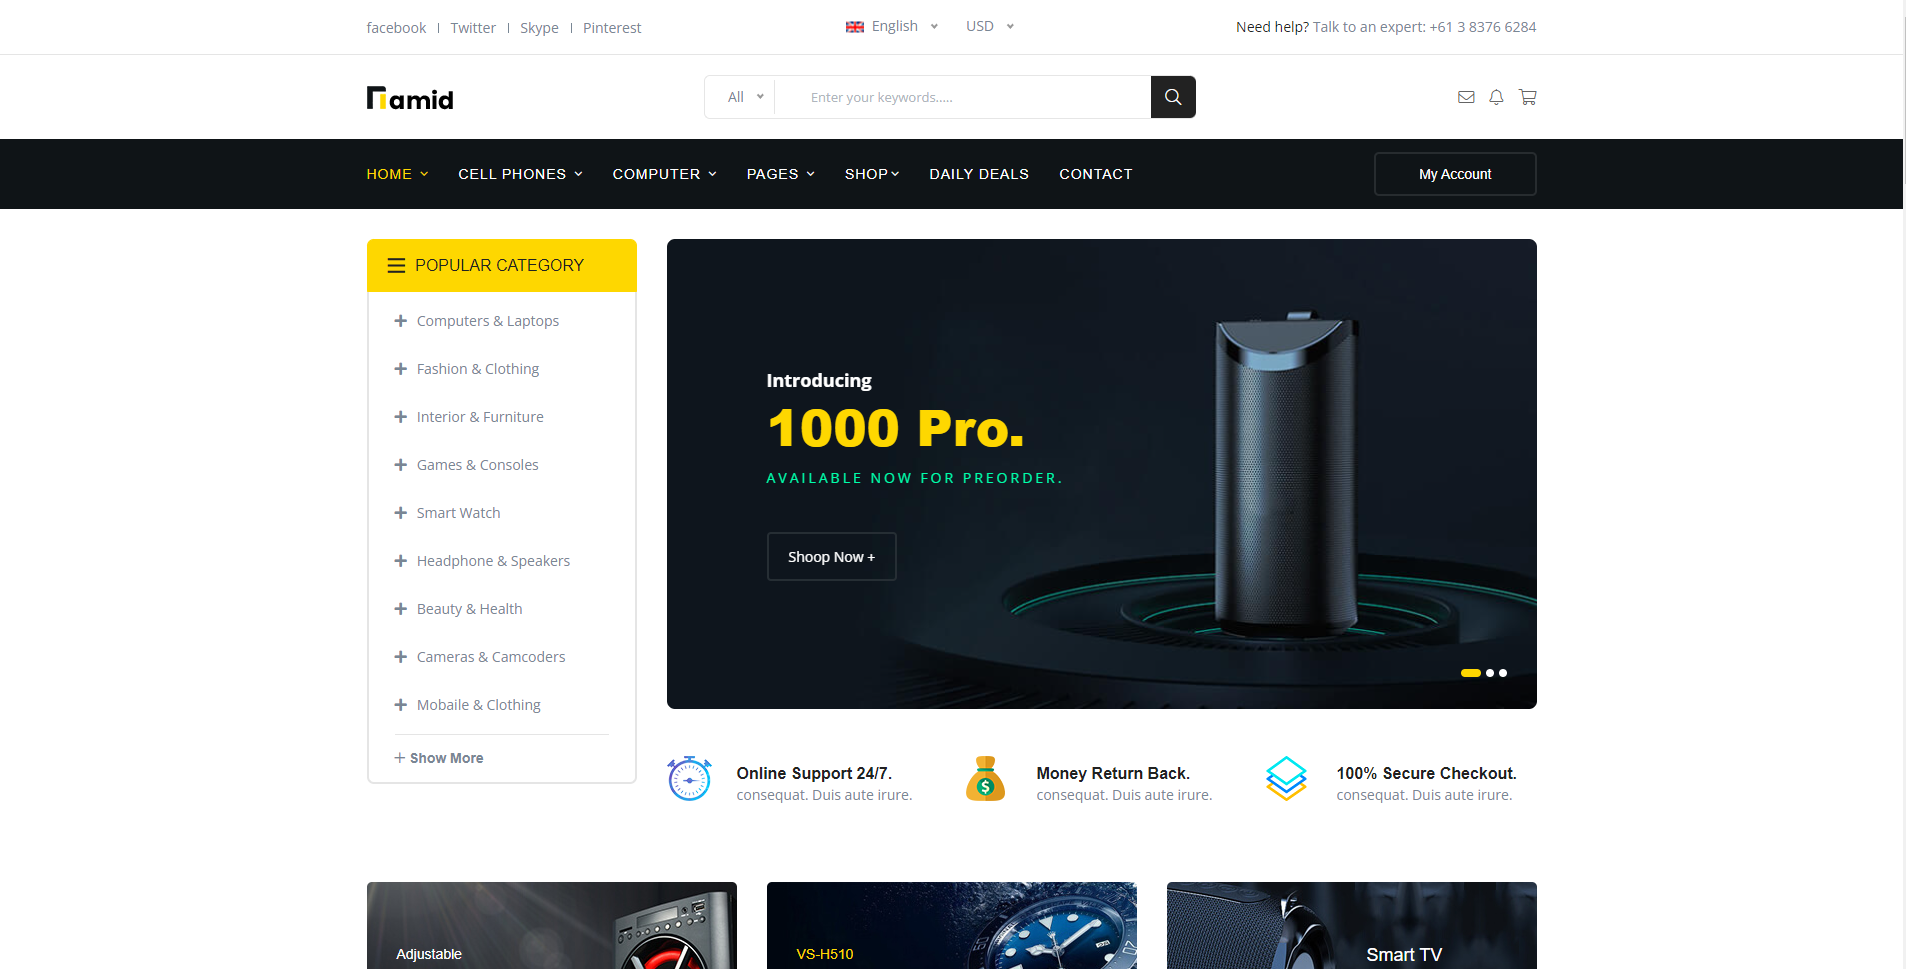 facebook Twitter Skype Pinterest English USD Need help? Talk to an expert: +61 3 8376 6284
amid All Enter your keywords.....
HOME CELL PHONES COMPUTER PAGES SHOP DAILY DEALS CONTACT My Account
POPULAR CATEGORY
Computers & Laptops
Fashion & Clothing
Interior & Furniture
Games & Consoles
Smart Watch
Headphone & Speakers
Beauty & Health
Cameras & Camcoders
Mobaile & Clothing
Show More
Introducing
1000 Pro.
AVAILABLE NOW FOR PREORDER.
Shoop Now +
Online Support 24/7.
consequat. Duis aute irure.
Money Return Back.
consequat. Duis aute irure.
100% Secure Checkout.
consequat. Duis aute irure.
Adjustable
VS-H510
Smart TV